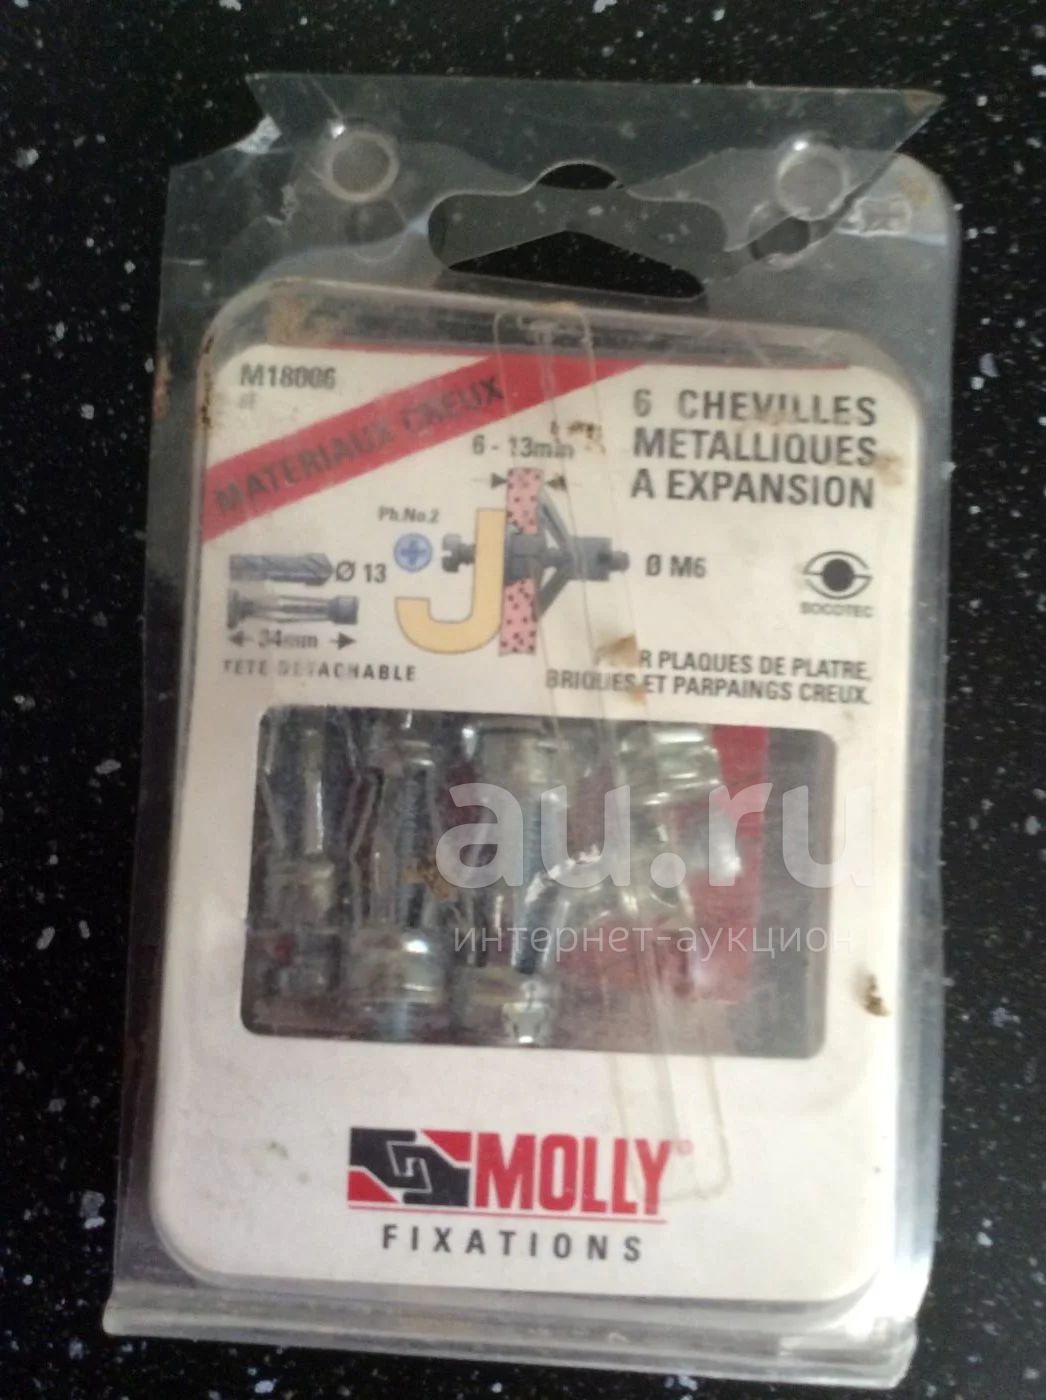 M18006
MATERIAUX CREUX
6 CHEVILLES
METALLIQUES
A EXPANSION
6 - 13min
Ph.No.2
Ø 13
Ø M6
34mm
TETE DETACHABLE
SOCOTEC
R PLAQUES DE PLATRE,
BRIQUES ET PARPAINGS CREUX.
au.ru
интернет-аукцион
MOLLY®
FIXATIONS